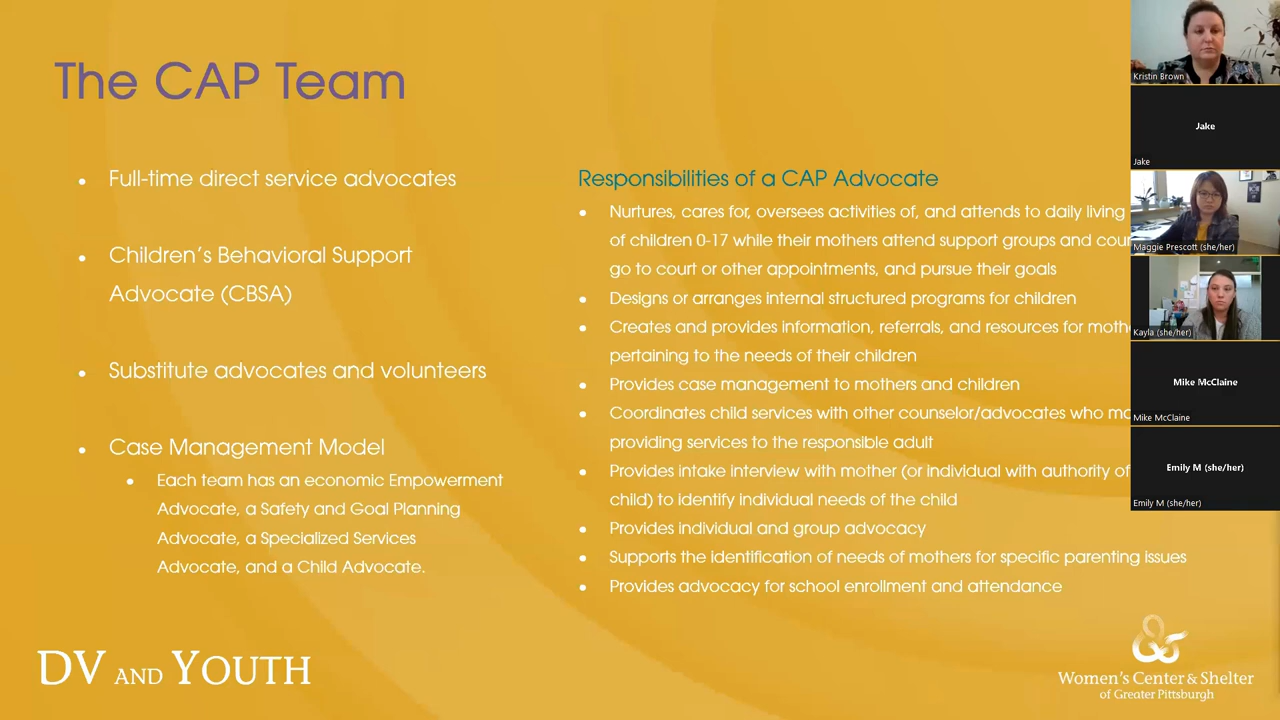 The CAP Team
Full-time direct service advocates
Children's Behavioral Support
Advocate (CBSA)
Substitute advocates and volunteers
Case Management Model
Each team has an economic Empowerment
Advocate, a Safety and Goal Planning
Advocate, a Specialized Services
Advocate, and a Child Advocate.
Responsibilities of a CAP Advocate
Nurtures, cares for, oversees activities of, and attends to daily living
of children 0-17 while their mothers attend support groups and
go to court or other appointments, and pursue their goals
Designs or arranges internal structured programs for children
Creates and provides information, referrals, and resources for
pertaining to the needs of their children
Provides case management to mothers and children
Coordinates child services with other counselor/advocates who
providing services to the responsible adult
Provides intake interview with mother (or individual with authority of
child) to identify individual needs of the child
Provides individual and group advocacy
Supports the identification of needs of mothers for specific parenting issues
Provides advocacy for school enrollment and attendance
DV AND YOUTH
Women's Center & Shelter
of Greater Pittsburgh
Kristin Brown
Jake
Jake
Maggie Prescott (she/her)
Kayla (she/her)
Mike McClaine
Mike McClaine
Emily M (she/her)
Emily M (she/her)